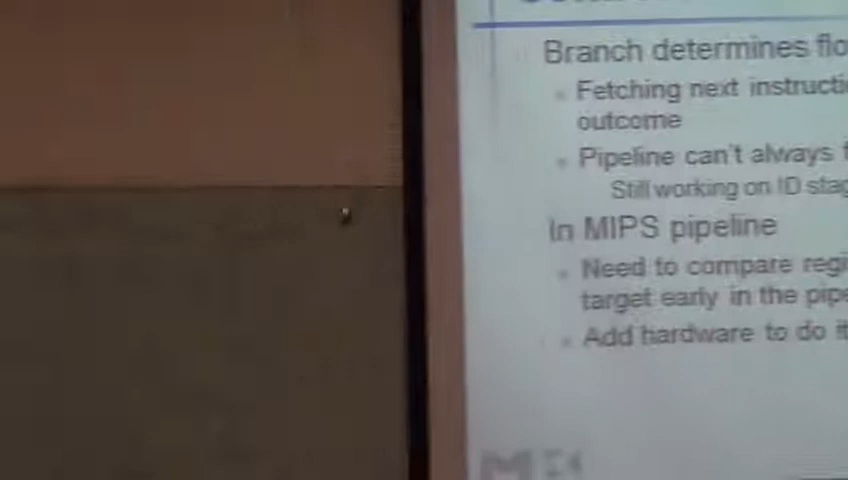 Branch determines flo
Fetching next instructi
outcome
Pipeline can't always f
Still working on ID stag
In MIPS pipeline
Need to compare regi
target early in the pipe
Add hardware to do it